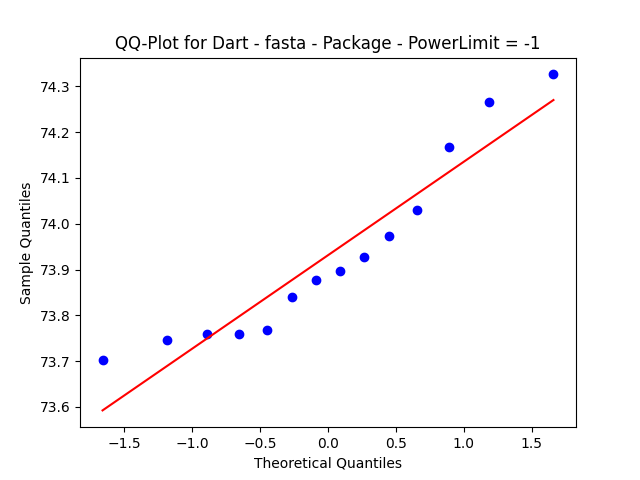 QQ-Plot for Dart - fasta - Package - PowerLimit = -1
Sample Quantiles
74.3
74.2
74.1
74.0
73.9
73.8
73.7
73.6
−1.5 −1.0 −0.5 0.0 0.5 1.0 1.5
Theoretical Quantiles